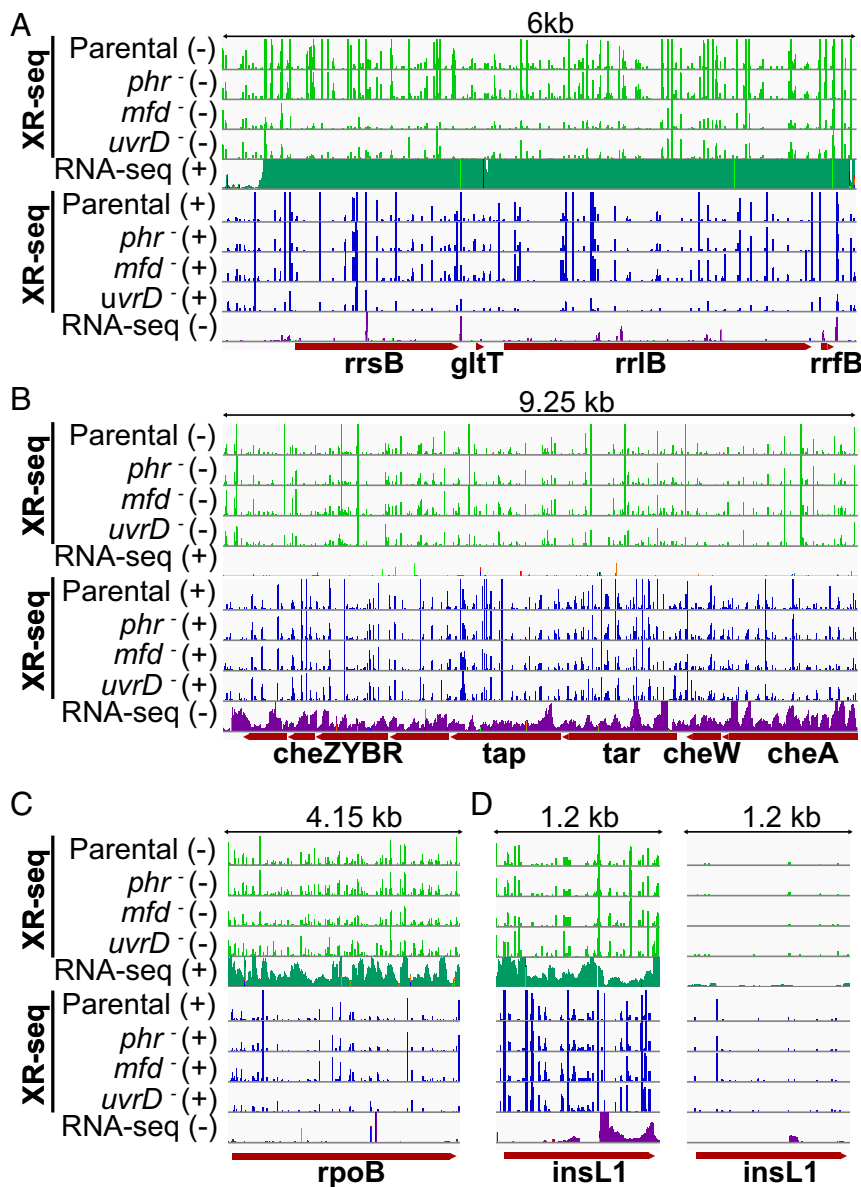 A
6kb
XR-seq
Parental (-)
phr - (-)
mfd - (-)
uvrD - (-)
RNA-seq (+)
XR-seq
Parental (+)
phr - (+)
mfd - (+)
uvrD - (+)
RNA-seq (-)
rrsB gltT rrlB rrfB
B
9.25 kb
XR-seq
Parental (-)
phr - (-)
mfd - (-)
uvrD - (-)
RNA-seq (+)
XR-seq
Parental (+)
phr - (+)
mfd - (+)
uvrD - (+)
RNA-seq (-)
cheZYBR tap tar cheW cheA
C D
4.15 kb 1.2 kb 1.2 kb
XR-seq
Parental (-)
phr - (-)
mfd - (-)
uvrD - (-)
RNA-seq (+)
XR-seq
Parental (+)
phr - (+)
mfd - (+)
uvrD - (+)
RNA-seq (-)
rpoB insL1 insL1